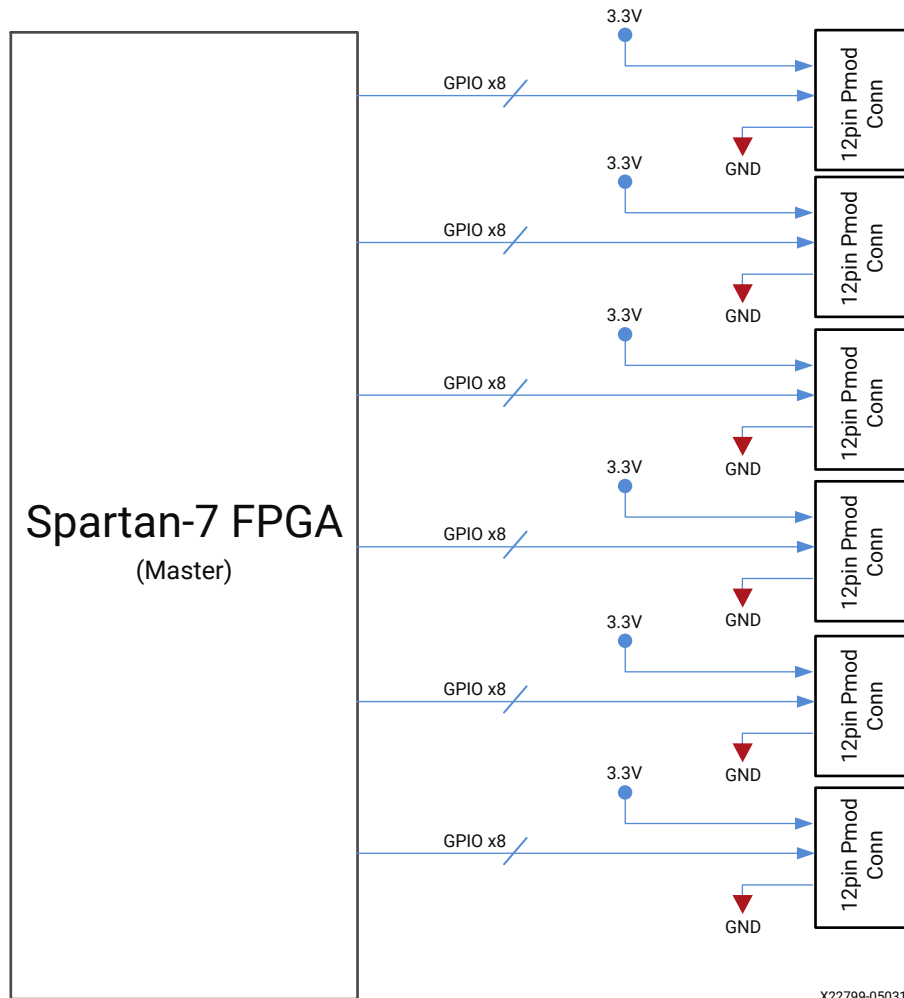 3.3V
GPIO x8
GND
12pin Pmod
Conn
3.3V
GPIO x8
GND
12pin Pmod
Conn
3.3V
GPIO x8
GND
12pin Pmod
Conn
Spartan-7 FPGA
(Master)
3.3V
GPIO x8
GND
12pin Pmod
Conn
3.3V
GPIO x8
GND
12pin Pmod
Conn
3.3V
GPIO x8
GND
12pin Pmod
Conn
X22799-05031